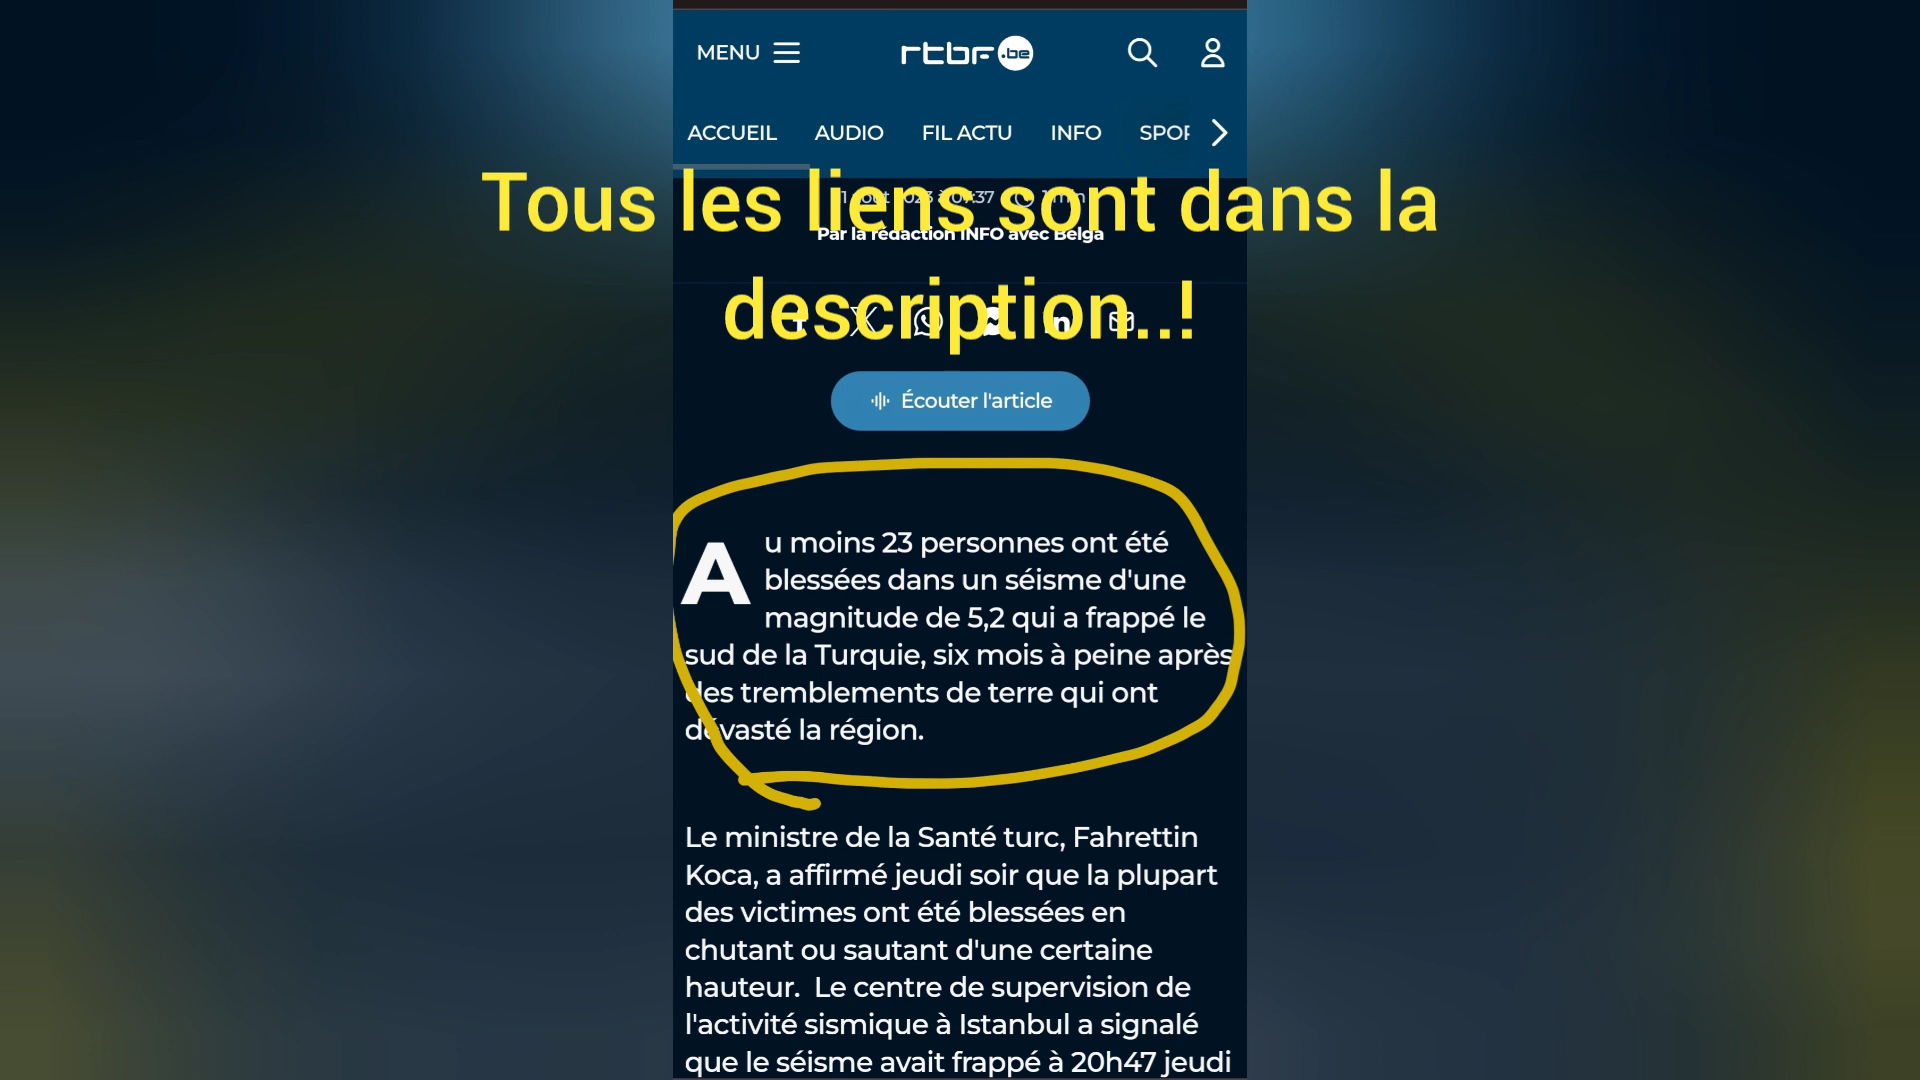 MENU
rtbf.be
ACCUEIL AUDIO FIL ACTU INFO SPOR
Tous les liens sont dans la
Par la rédaction INFO avec Belga
description..!
Écouter l'article
Au moins 23 personnes ont été
blessées dans un séisme d'une
magnitude de 5,2 qui a frappé le
sud de la Turquie, six mois à peine après
des tremblements de terre qui ont
dévasté la région.
Le ministre de la Santé turc, Fahrettin
Koca, a affirmé jeudi soir que la plupart
des victimes ont été blessées en
chutant ou sautant d'une certaine
hauteur. Le centre de supervision de
l'activité sismique à Istanbul a signalé
que le séisme avait frappé à 20h47 jeudi